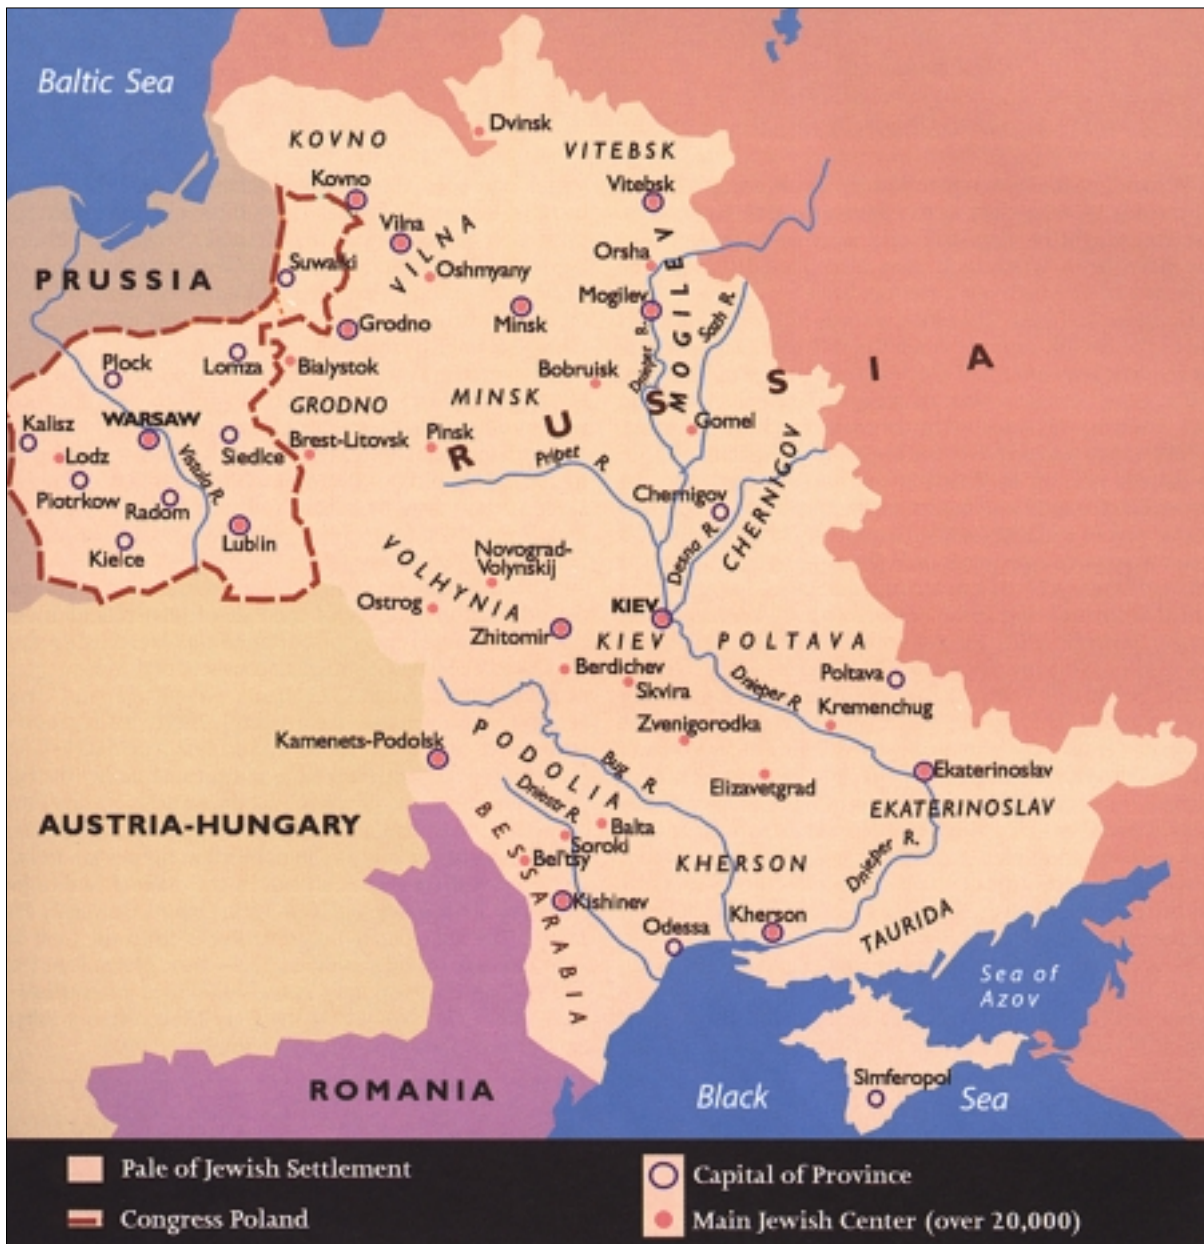 Baltic Sea
KOVNO
Dvinsk
VITEBSK
Kovno
Vitebsk
Vilna
VILNA
Orsha
MOGILEV
Suwalki
Oshmyany
PRUSSIA
Mogilev
Minsk
Sozh R.
Grodno
Dnieper R.
Plock
Lomza
Bialystok
Bobruisk
RUSSIA
GRODNO
MINSK
Kalisz
WARSAW
Gomel
Lodz
Siedlce
Brest-Litovsk
Pinsk
Pripet R
CHERNIGOV
Vistula R.
Piotrkow
Radom
Chernigov
Kielce
Lublin
Desna R.
VOLHYNIA
Novograd-
Volynskij
Ostrog
KIEV
Zhitomir
KIEV
POLTAVA
Berdichev
Poltava
Skvira
Dnieper R
Kremenchug
Zvenigorodka
PODOLIA
Kamenets-Podolsk
Bug R
Ekaterinoslav
Elizavetgrad
Dniestr R.
EKATERINOSLAV
AUSTRIA-HUNGARY
BESSARABIA
Balta
Soroki
Bel'tsy
KHERSON
Dnieper R.
Kishinev
Odessa
Kherson
TAURIDA
Sea of
Azov
Simferopol
ROMANIA
Black Sea
Pale of Jewish Settlement
Capital of Province
Congress Poland
Main Jewish Center (over 20,000)